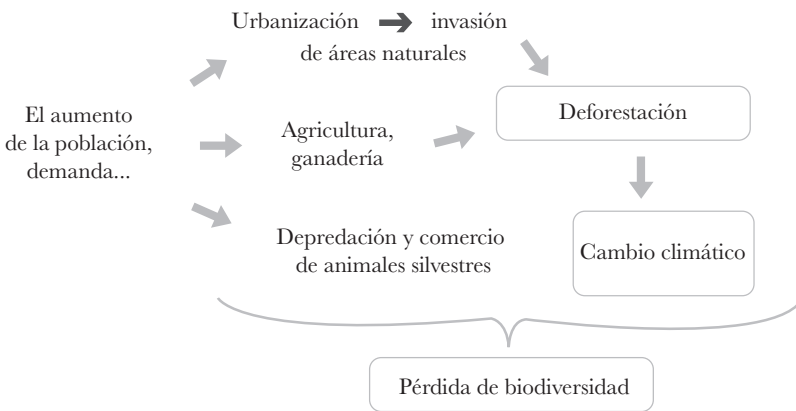 Urbanización invasión
de áreas naturales
El aumento
de la población,
demanda...
Agricultura,
ganadería
Deforestación
Depredación y comercio
de animales silvestres
Cambio climático
Pérdida de biodiversidad